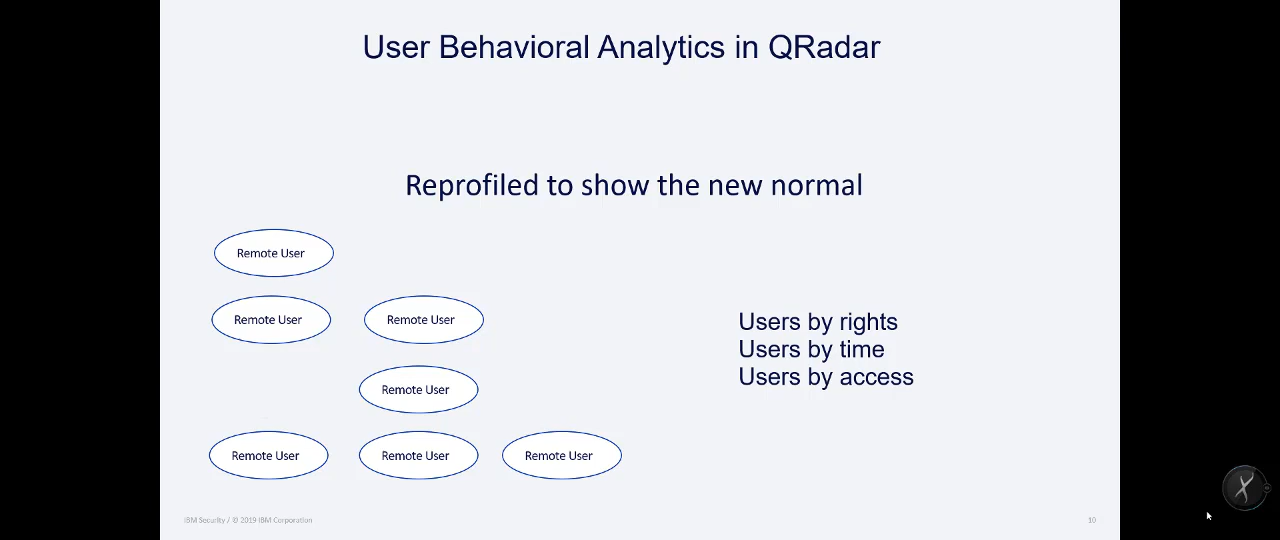 User Behavioral Analytics in QRadar
Reprofiled to show the new normal
Remote User
Remote User
Remote User
Remote User
Remote User
Remote User
Remote User
Users by rights
Users by time
Users by access
IBM Security / © 2019 IBM Corporation
10